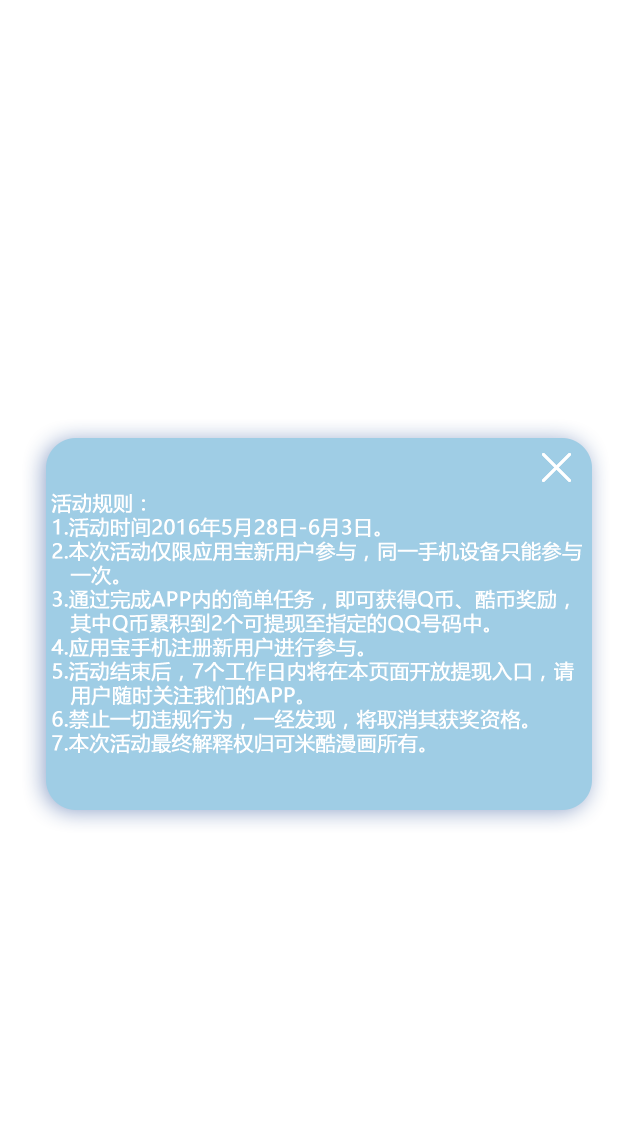 活动规则：
1.活动时间2016年5月28日-6月3日。
2.本次活动仅限应用宝新用户参与，同一手机设备只能参与
一次。
3.通过完成APP内的简单任务，即可获得Q币、酷币奖励，
其中Q币累积到2个可提现至指定的QQ号码中。
4.应用宝手机注册新用户进行参与。
5.活动结束后，7个工作日内将在本页面开放提现入口，请
用户随时关注我们的APP。
6.禁止一切违规行为，一经发现，将取消其获奖资格。
7.本次活动最终解释权归可米酷漫画所有。